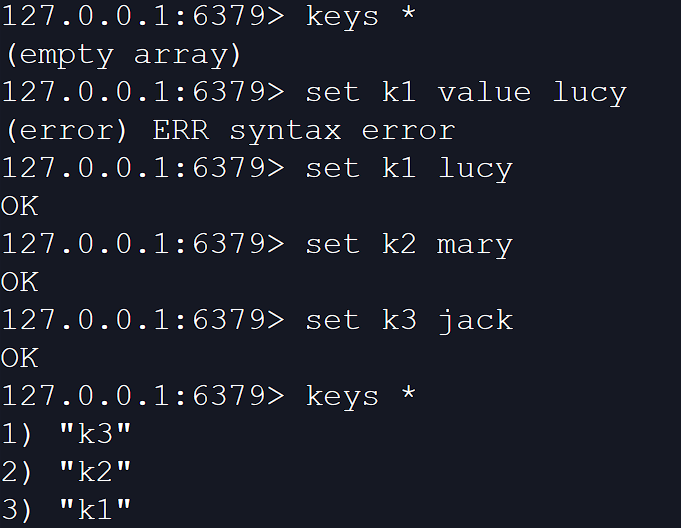 127.0.0.1:6379> keys *
(empty array)
127.0.0.1:6379> set k1 value lucy
(error) ERR syntax error
127.0.0.1:6379> set k1 lucy
OK
127.0.0.1:6379> set k2 mary
OK
127.0.0.1:6379> set k3 jack
OK
127.0.0.1:6379> keys *
1) "k3"
2) "k2"
3) "k1"